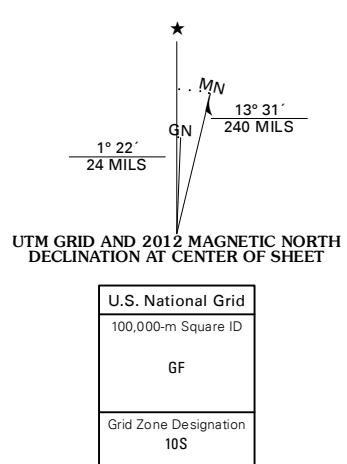 ★
MN
GN
13° 31´
240 MILS
1° 22´
24 MILS
UTM GRID AND 2012 MAGNETIC NORTH
DECLINATION AT CENTER OF SHEET
U.S. National Grid
100,000-m Square ID
GF
Grid Zone Designation
10S